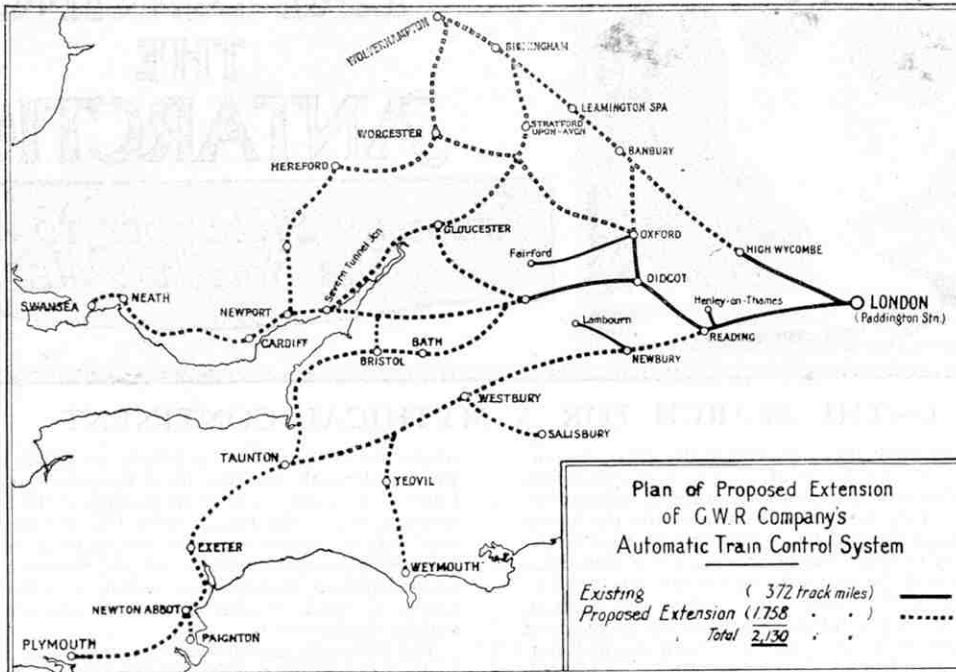 WOLVERHAMPTON
BIRMINGHAM
LEAMINGTON SPA
WORCESTER
STRATFORD
UPON-AVON
BANBURY
HEREFORD
GLOUCESTER
OXFORD
HIGH WYCOMBE
Fairford
Severn Tunnel Jcn
DIDCOT
SWANSEA
NEATH
NEWPORT
Henley-on-Thames
LONDON
(Paddington Stn.)
Lambourn
READING
CARDIFF
BRISTOL
BATH
NEWBURY
WESTBURY
SALISBURY
TAUNTON
YEOVIL
EXETER
WEYMOUTH
NEWTON ABBOT
PAIGNTON
PLYMOUTH
Plan of Proposed Extension
of G.W.R Company's
Automatic Train Control System
Existing ( 372 track miles)
Proposed Extension (1.758 " " )
Total 2,130 " "